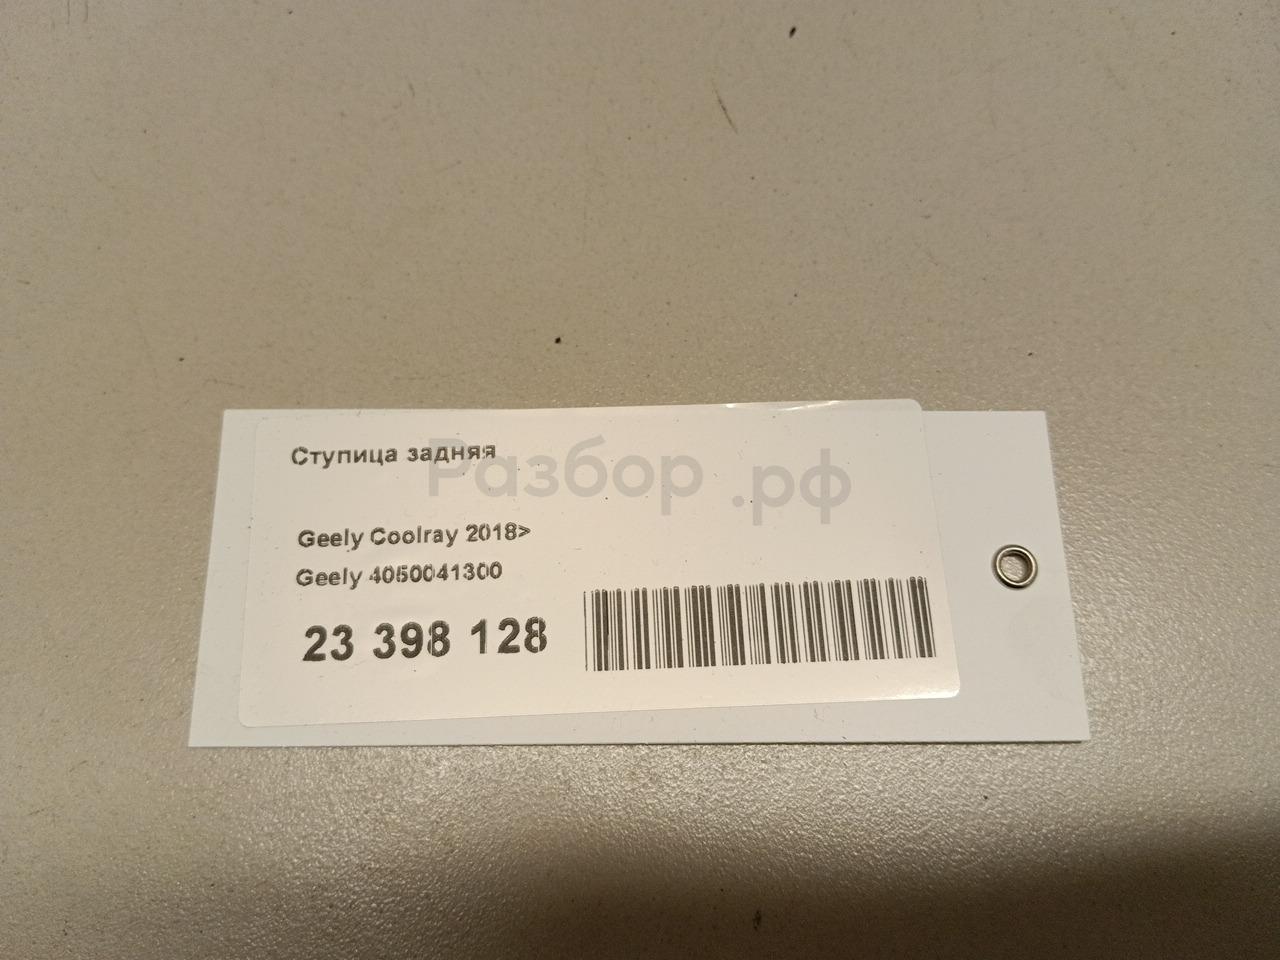 Ступица задняя
Разбор.рф
Geely Coolray 2018>
Geely 4050041300
23 398 128